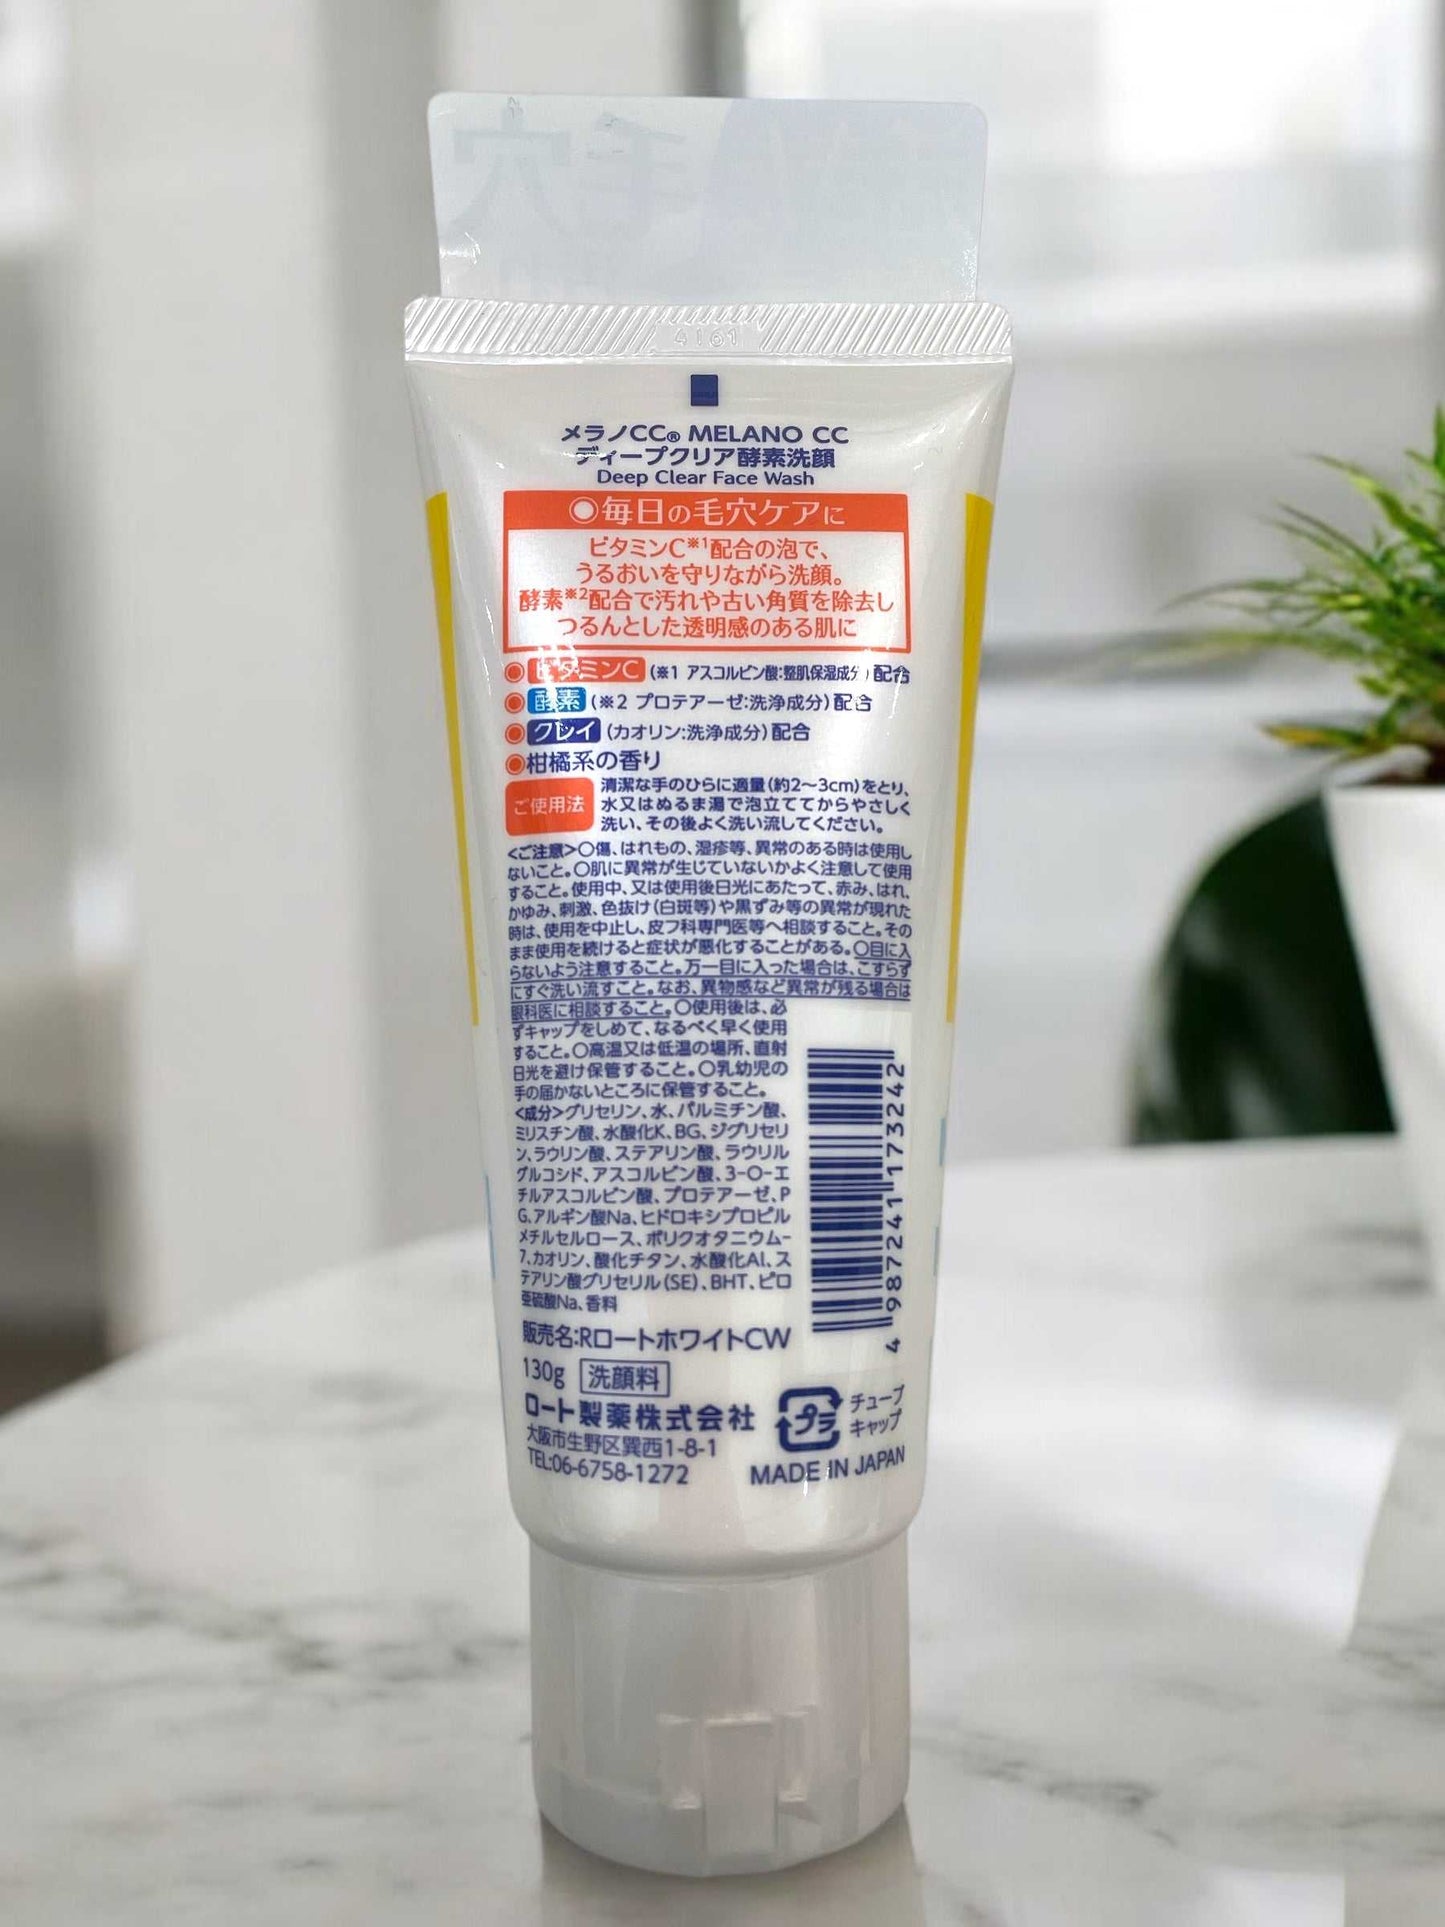 毛穴
4161
メラノCC® MELANO CC
ディープクリア酵素洗顔
Deep Clear Face Wash
◎毎日の毛穴ケアに
ビタミンC※1配合の泡で、
うるおいを守りながら洗顔。
酵素※2配合で汚れや古い角質を除去し
つるんとした透明感のある肌に
◉ビタミンC(※1 アスコルビン酸:整肌保湿成分)配合
◉酵素(※2 プロテアーゼ:洗浄成分)配合
◉クレイ(カオリン:洗浄成分)配合
◉柑橘系の香り
ご使用法
清潔な手のひらに適量(約2〜3cm)をとり、
水又はぬるま湯で泡立ててからやさしく
洗い、その後よく洗い流してください。
<ご注意>○傷、はれもの、湿疹等、異常のある時は使用し
ないこと。○肌に異常が生じていないかよく注意して使用
すること。使用中、又は使用後日光にあたって、赤み、はれ、
かゆみ、刺激、色抜け(白斑等)や黒ずみ等の異常が現れた
時は、使用を中止し、皮フ科専門医等へ相談すること。その
まま使用を続けると症状が悪化することがある。○目に入
らないよう注意すること。万一目に入った場合は、こすらず
にすぐ洗い流すこと。なお、異物感など異常が残る場合は
眼科医に相談すること。○使用後は、必
ずキャップをしめて、なるべく早く使用
すること。○高温又は低温の場所、直射
日光を避け保管すること。○乳幼児の
手の届かないところに保管すること。
<成分>グリセリン、水、パルミチン酸、
ミリスチン酸、水酸化K、BG、ジグリセリ
ン、ラウリン酸、ステアリン酸、ラウリル
グルコシド、アスコルビン酸、3-O-エ
チルアスコルビン酸、プロテアーゼ、P
G、アルギン酸Na、ヒドロキシプロピル
メチルセルロース、ポリクオタニウム-
7、カオリン、酸化チタン、水酸化Al、ス
テアリン酸グリセリル(SE)、BHT、ピロ
亜硫酸Na、香料
4987241173242
販売名:RロートホワイトCW
130g 洗顔料
ロート製薬株式会社
大阪市生野区巽西1-8-1
TEL:06-6758-1272
プラ
チューブ
キャップ
MADE IN JAPAN